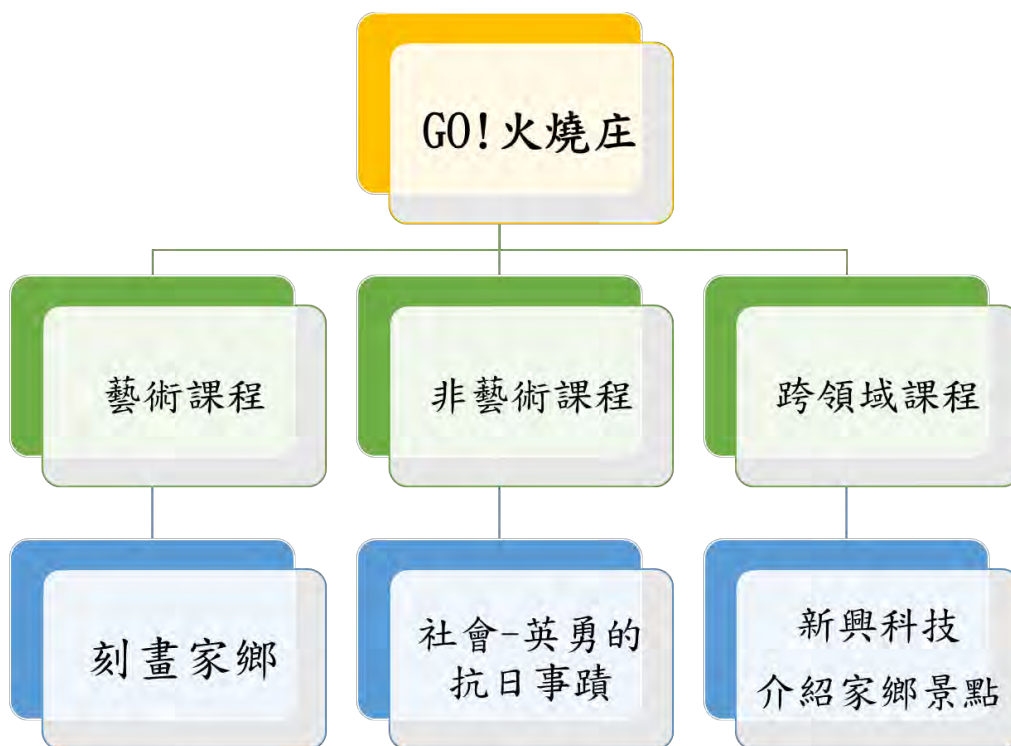 GO!火燒庄
藝術課程
非藝術課程
跨領域課程
刻畫家鄉
社會-英勇的
抗日事蹟
新興科技
介紹家鄉景點